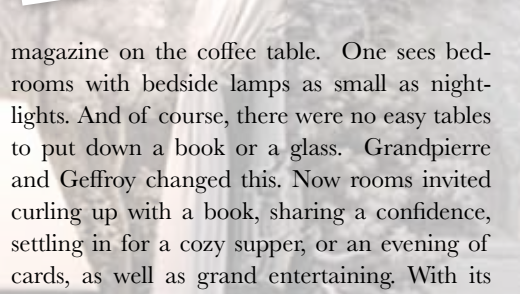 magazine on the coffee table.  One sees bed-
rooms with bedside lamps as small as night-
lights. And of course, there were no easy tables
to put down a book or a glass.  Grandpierre
and Geffroy changed this. Now rooms invited
curling up with a book, sharing a confidence,
settling in for a cozy supper, or an evening of
cards, as well as grand entertaining. With its